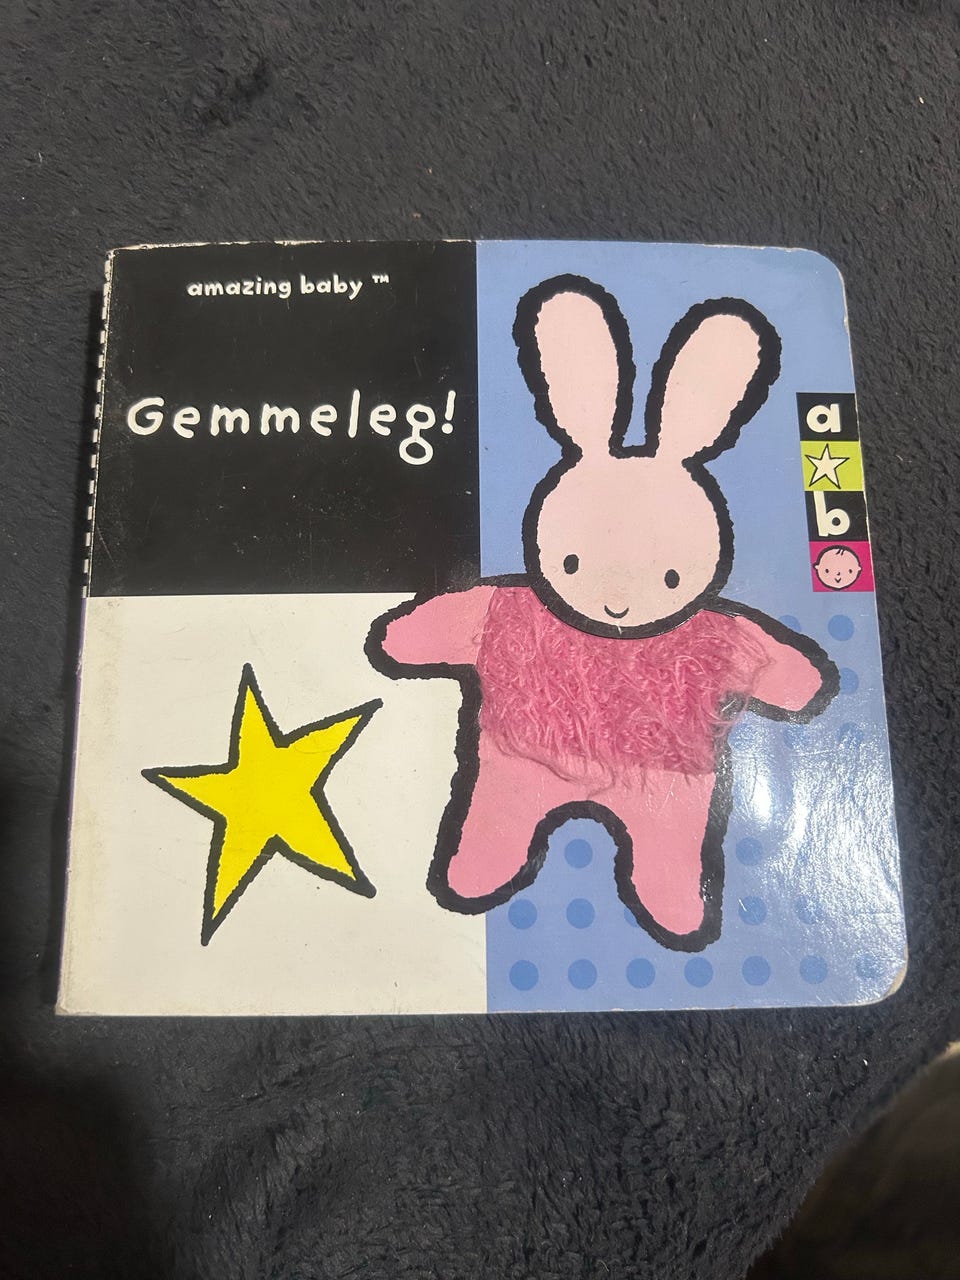 amazing baby ™
Gemmeleg!
a
b